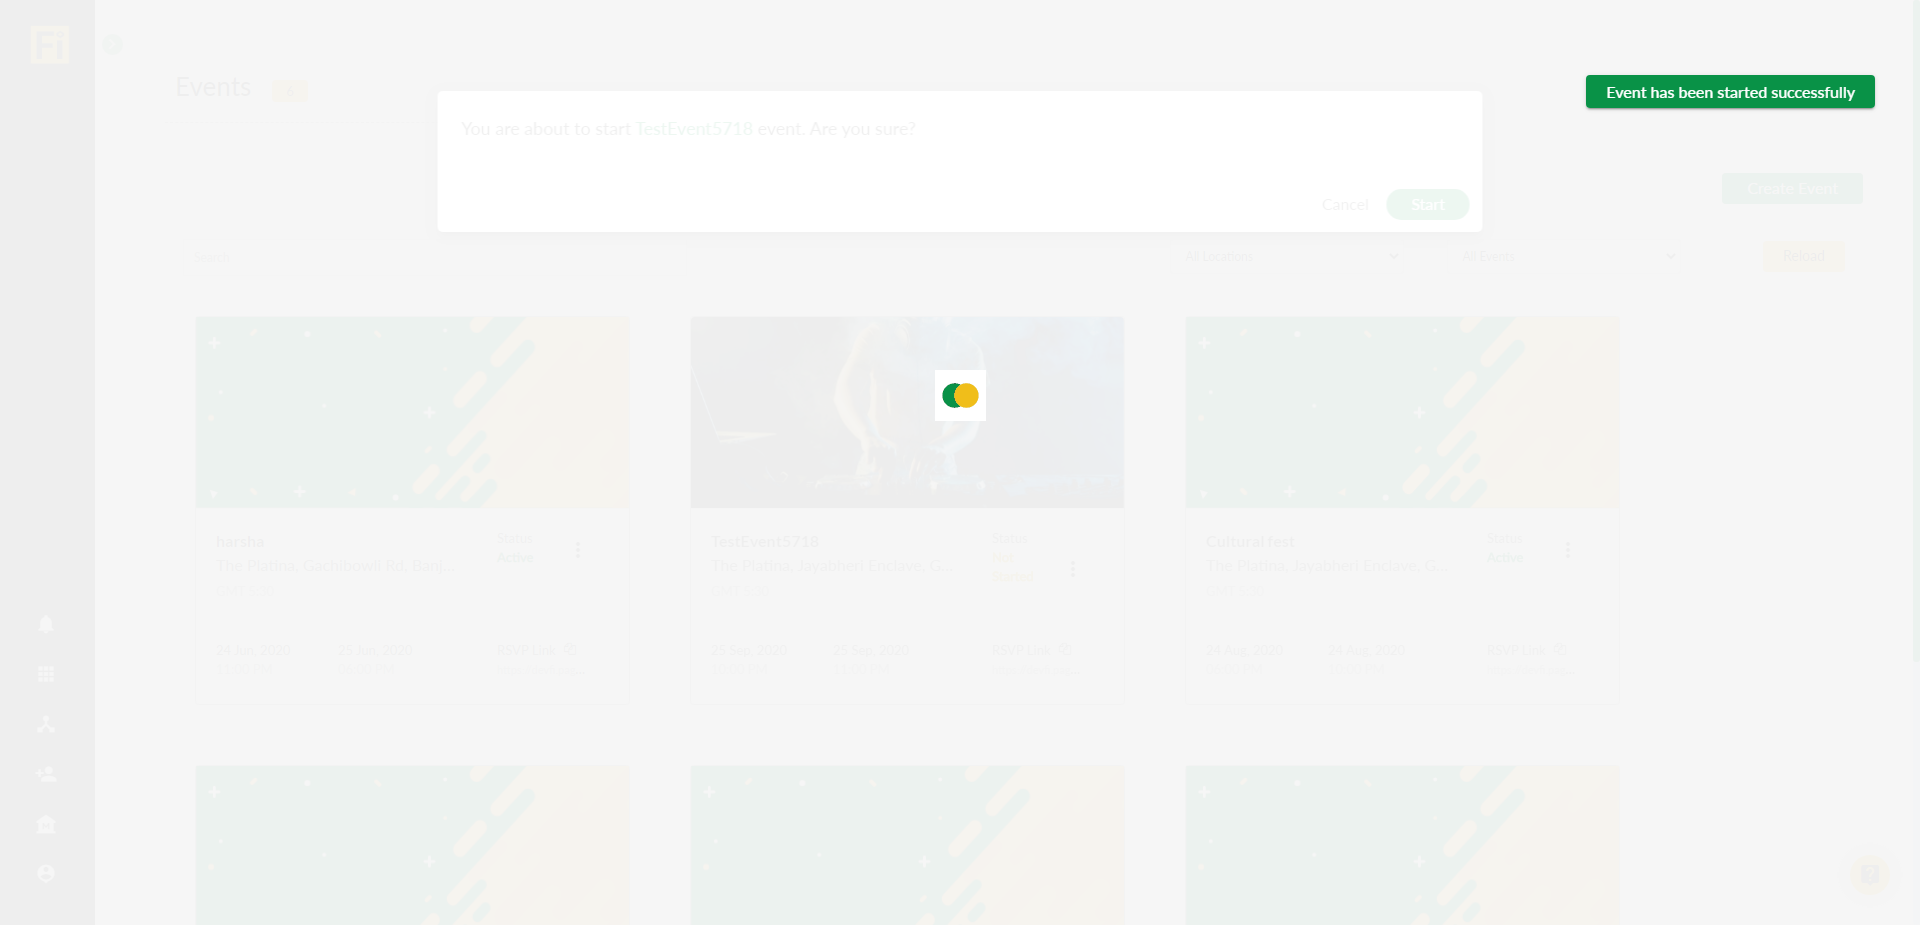 Fi
Events
Event has been started successfully
You are about to start TestEvent5718 event. Are you sure?
Cancel
Start
Create Event
Search
All Locations
All Events
Reload
harsha
Status
Active
The Platina, Gachibowli Rd, Banj...
TestEvent5718
Status
The Platina, Jayabheri Enclave, G...
Cultural fest
Status
Active
The Platina, Jayabheri Enclave, G...
24 Jun, 2020
25 Jun, 2020
RSVP Link
25 Sep, 2020
25 Sep, 2020
RSVP Link
24 Aug, 2020
24 Aug, 2020
RSVP Link